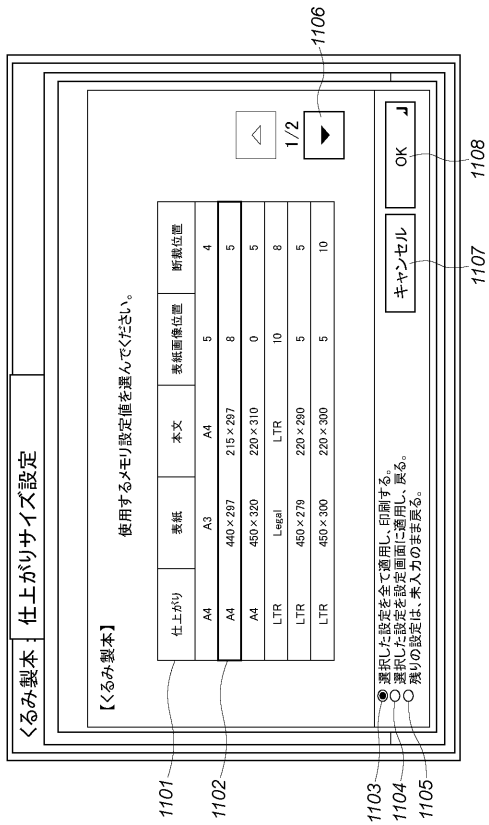 くるみ製本： 仕上がりサイズ設定
【くるみ製本】
使用するメモリ設定値を選んでください。
仕上がり 表紙 本文 表紙画像位置 断裁位置
A4 A3 A4 5 4
A4 440×297 215×297 8 5
A4 450×320 220×310 0 5
LTR Legal LTR 10 8
LTR 450×279 220×290 5 5
LTR 450×300 220×300 5 10
1/2
選択した設定を全て適用し、印刷する。
選択した設定を設定画面に適用し、戻る。
残りの設定は、未入力のまま戻る。
キャンセル
OK
1101
1102
1103
1104
1105
1106
1107
1108